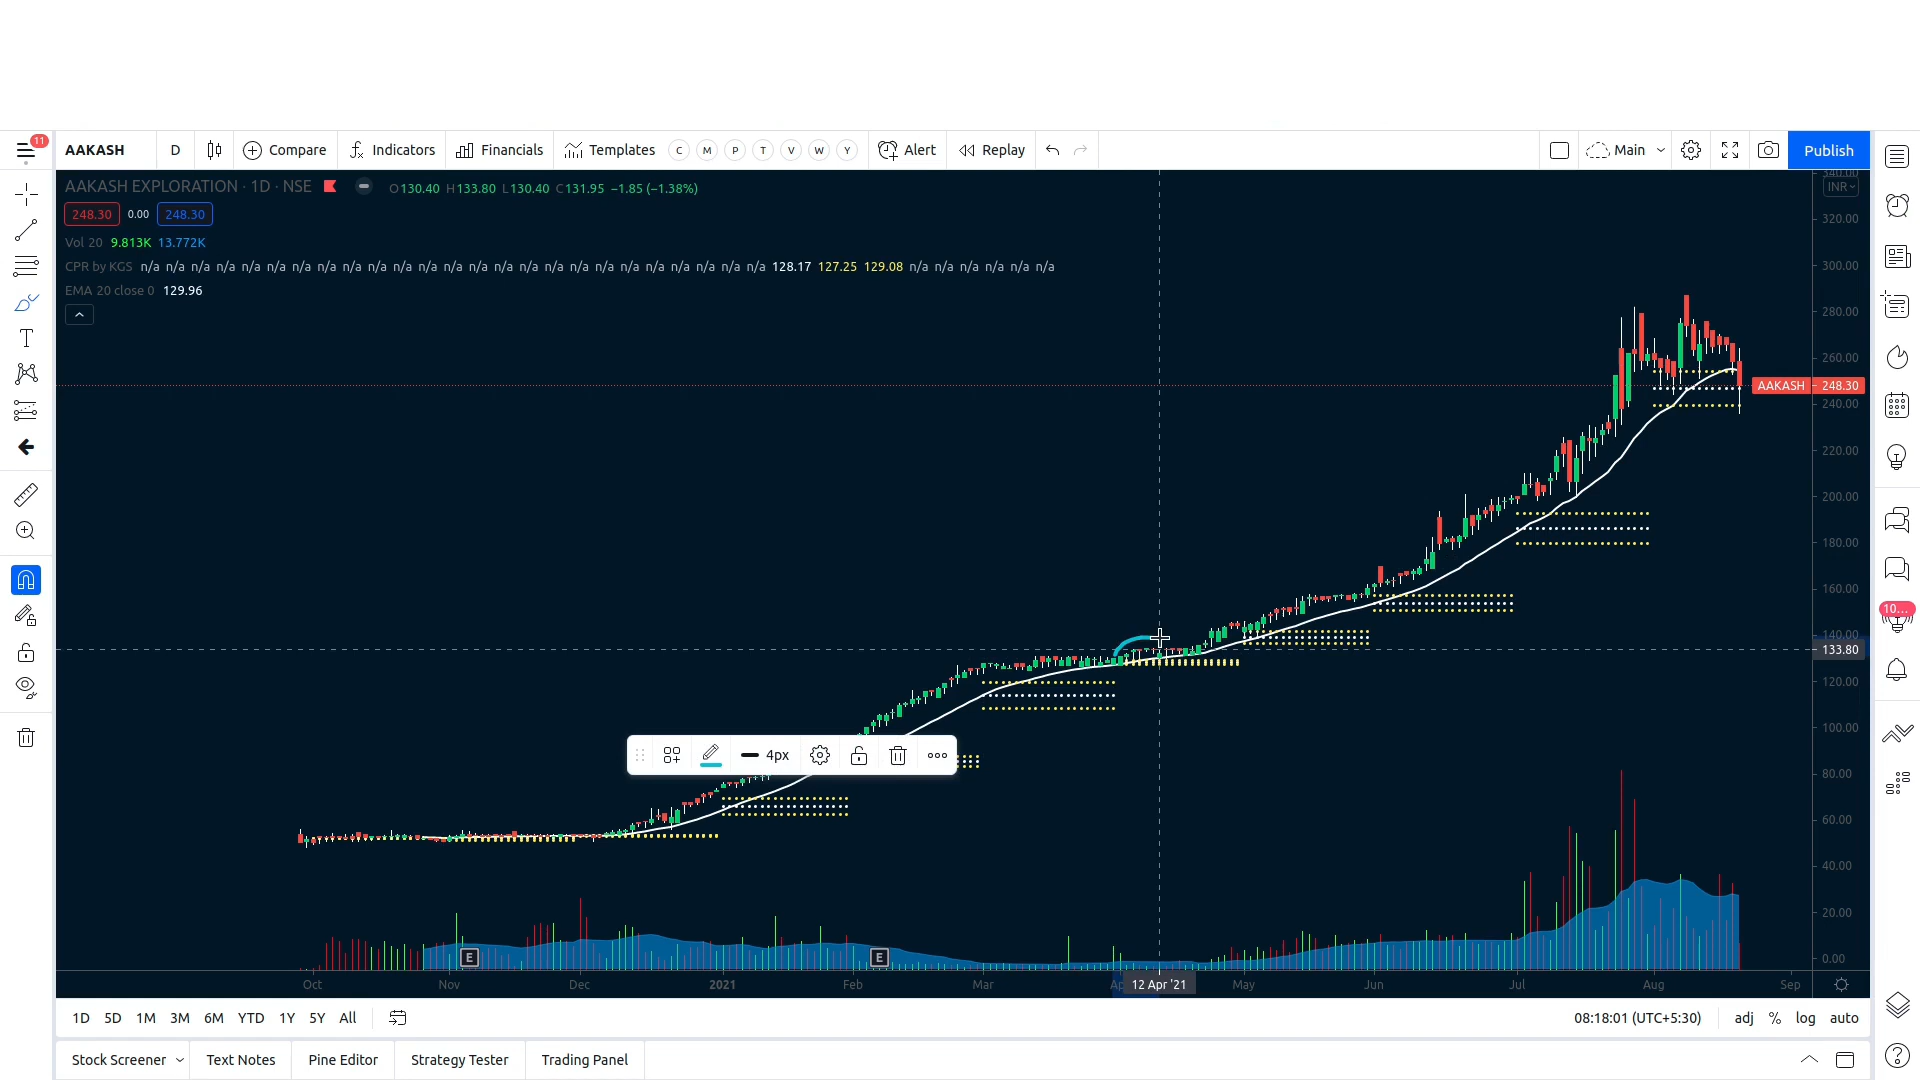 11
AAKASH D Compare Indicators Financials Templates C M P T V W Y Alert Replay Main Publish
AAKASH EXPLORATION · 1D · NSE O130.40 H133.80 L130.40 C131.95 −1.85 (−1.38%)
340.00
INR
248.30 0.00 248.30
320.00
Vol 20 9.813K 13.772K
CPR by KGS n/a n/a n/a n/a n/a n/a n/a n/a n/a n/a n/a n/a n/a n/a n/a n/a n/a n/a n/a n/a n/a n/a n/a n/a n/a 128.17 127.25 129.08 n/a n/a n/a n/a n/a n/a
300.00
EMA 20 close 0 129.96
280.00
260.00
AAKASH 248.30
240.00
220.00
200.00
180.00
160.00
10...
140.00
133.80
120.00
100.00
4px
80.00
60.00
40.00
20.00
E E
0.00
Oct Nov Dec 2021 Feb Mar Ap 12 Apr '21 May Jun Jul Aug Sep
1D 5D 1M 3M 6M YTD 1Y 5Y All 08:18:01 (UTC+5:30) adj % log auto
Stock Screener Text Notes Pine Editor Strategy Tester Trading Panel